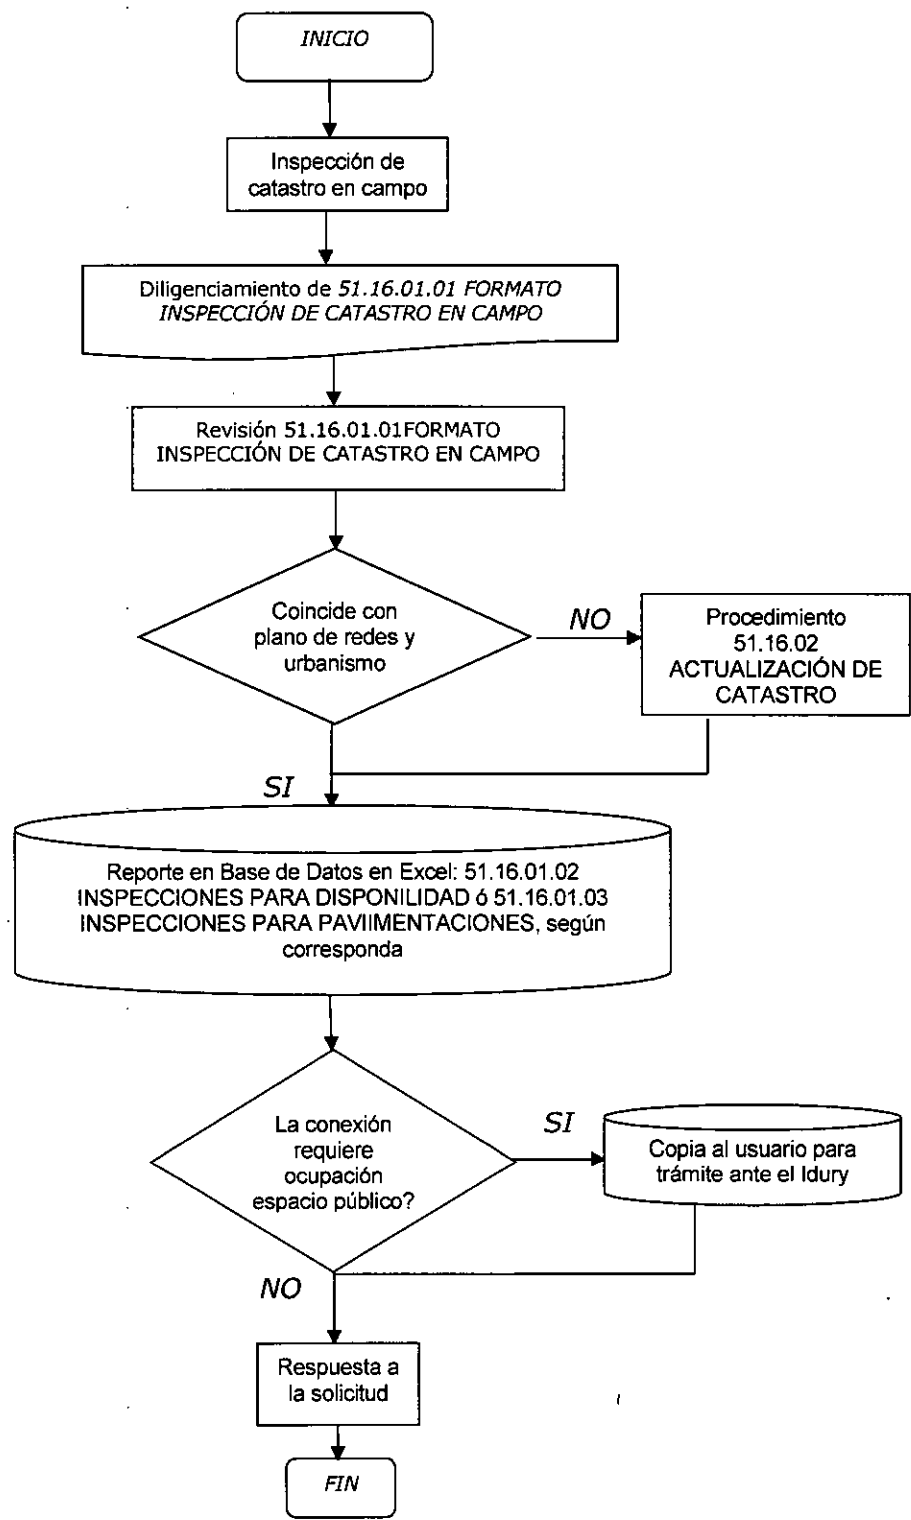 INICIO
Inspección de
catastro en campo
Diligenciamiento de 51.16.01.01 FORMATO
INSPECCIÓN DE CATASTRO EN CAMPO
Revisión 51.16.01.01FORMATO
INSPECCIÓN DE CATASTRO EN CAMPO
Coincide con
plano de redes y
urbanismo
NO
Procedimiento
51.16.02
ACTUALIZACIÓN DE
CATASTRO
SI
Reporte en Base de Datos en Excel: 51.16.01.02
INSPECCIONES PARA DISPONILIDAD ó 51.16.01.03
INSPECCIONES PARA PAVIIMENTACIONES, según
corresponda
La conexión
requiere
ocupación
espacio público?
SI
Copia al usuario para
trámite ante el Idury
NO
Respuesta a
la solicitud
FIN